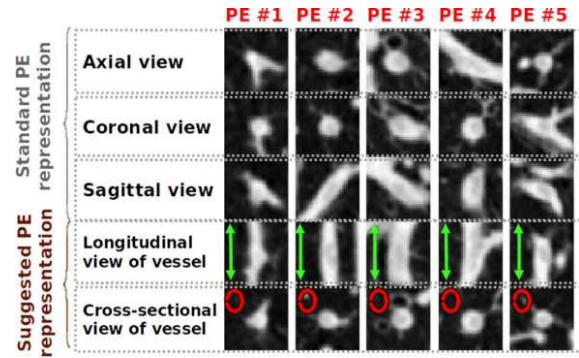 PE #1 PE #2 PE #3 PE #4 PE #5
Standard PE
representation
Axial view
Coronal view
Sagittal view
Suggested PE
representation
Longitudinal
view of vessel
Cross-sectional
view of vessel